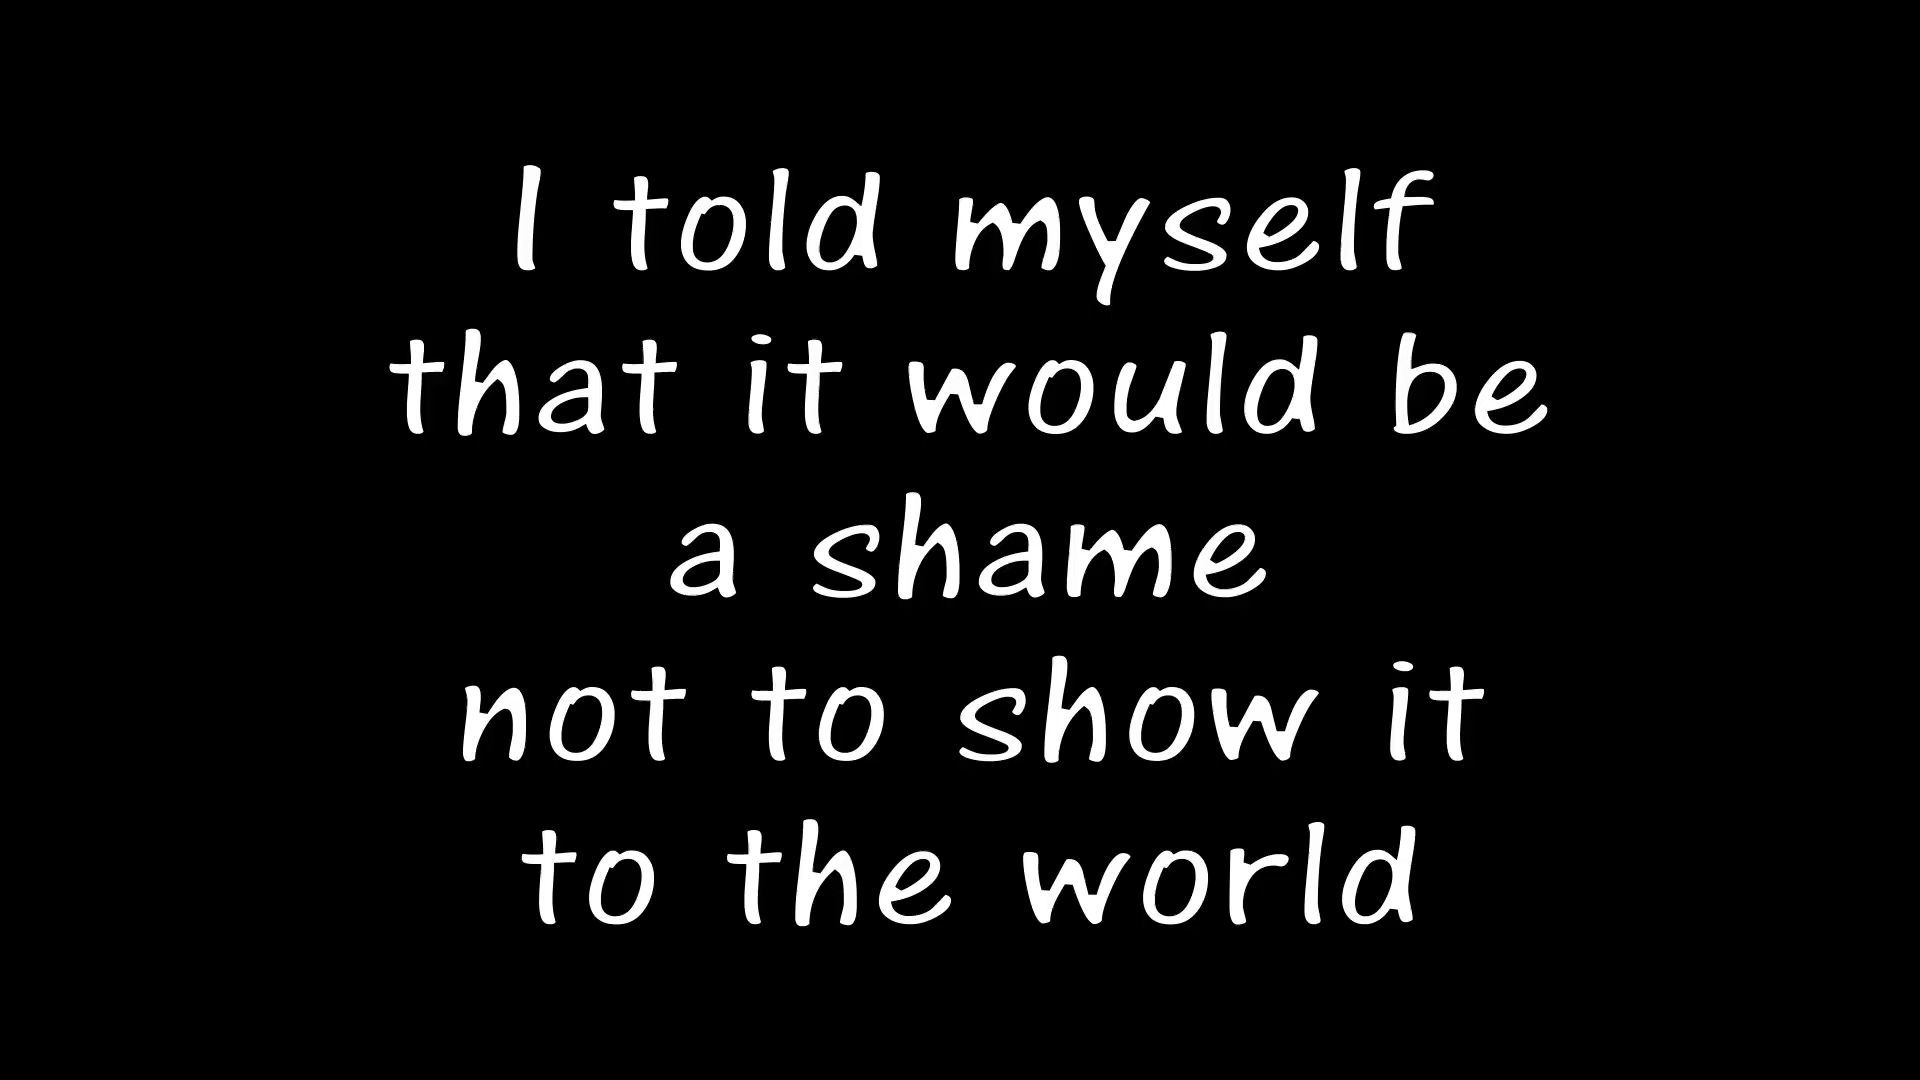 I told myself
that it would be
a shame
not to show it
to the world